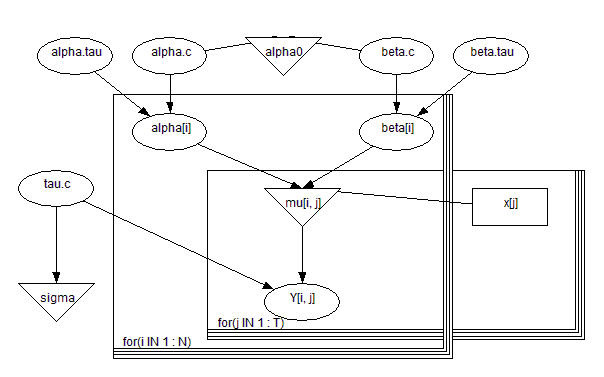 alpha.tau
alpha.c
alpha0
beta.c
beta.tau
alpha[i]
beta[i]
tau.c
mu[i, j]
x[j]
sigma
Y[i, j]
for(j IN 1 : T)
for(i IN 1 : N)